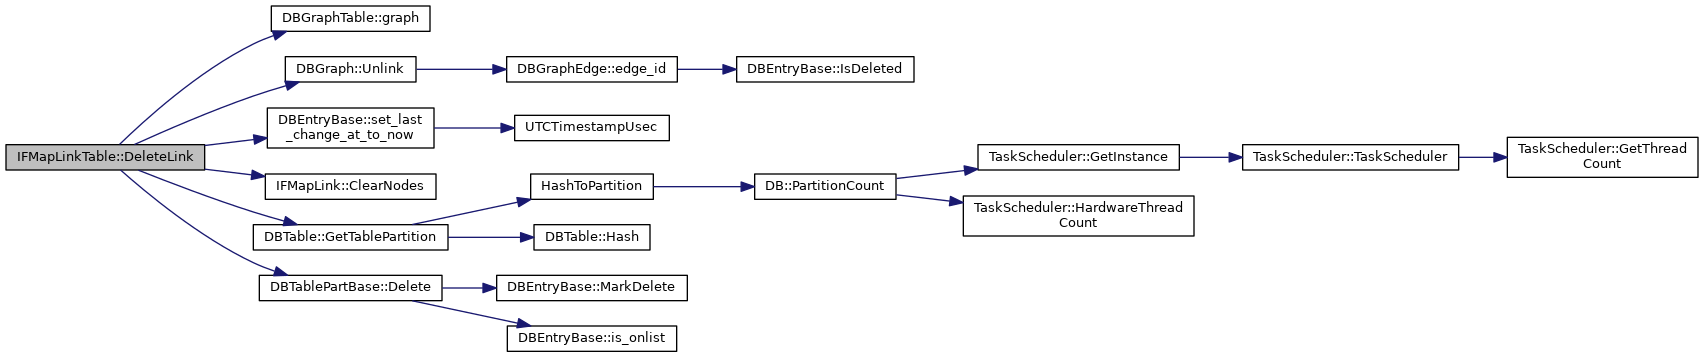 IFMapLinkTable::DeleteLink
DBGraphTable::graph
DBGraph::Unlink
DBGraphEdge::edge_id
DBEntryBase::IsDeleted
DBEntryBase::set_last
_change_at_to_now
UTCTimestampUsec
IFMapLink::ClearNodes
DBTable::GetTablePartition
HashToPartition
DB::PartitionCount
TaskScheduler::GetInstance
TaskScheduler::TaskScheduler
TaskScheduler::GetThread
Count
TaskScheduler::HardwareThread
Count
DBTable::Hash
DBTablePartBase::Delete
DBEntryBase::MarkDelete
DBEntryBase::is_onlist